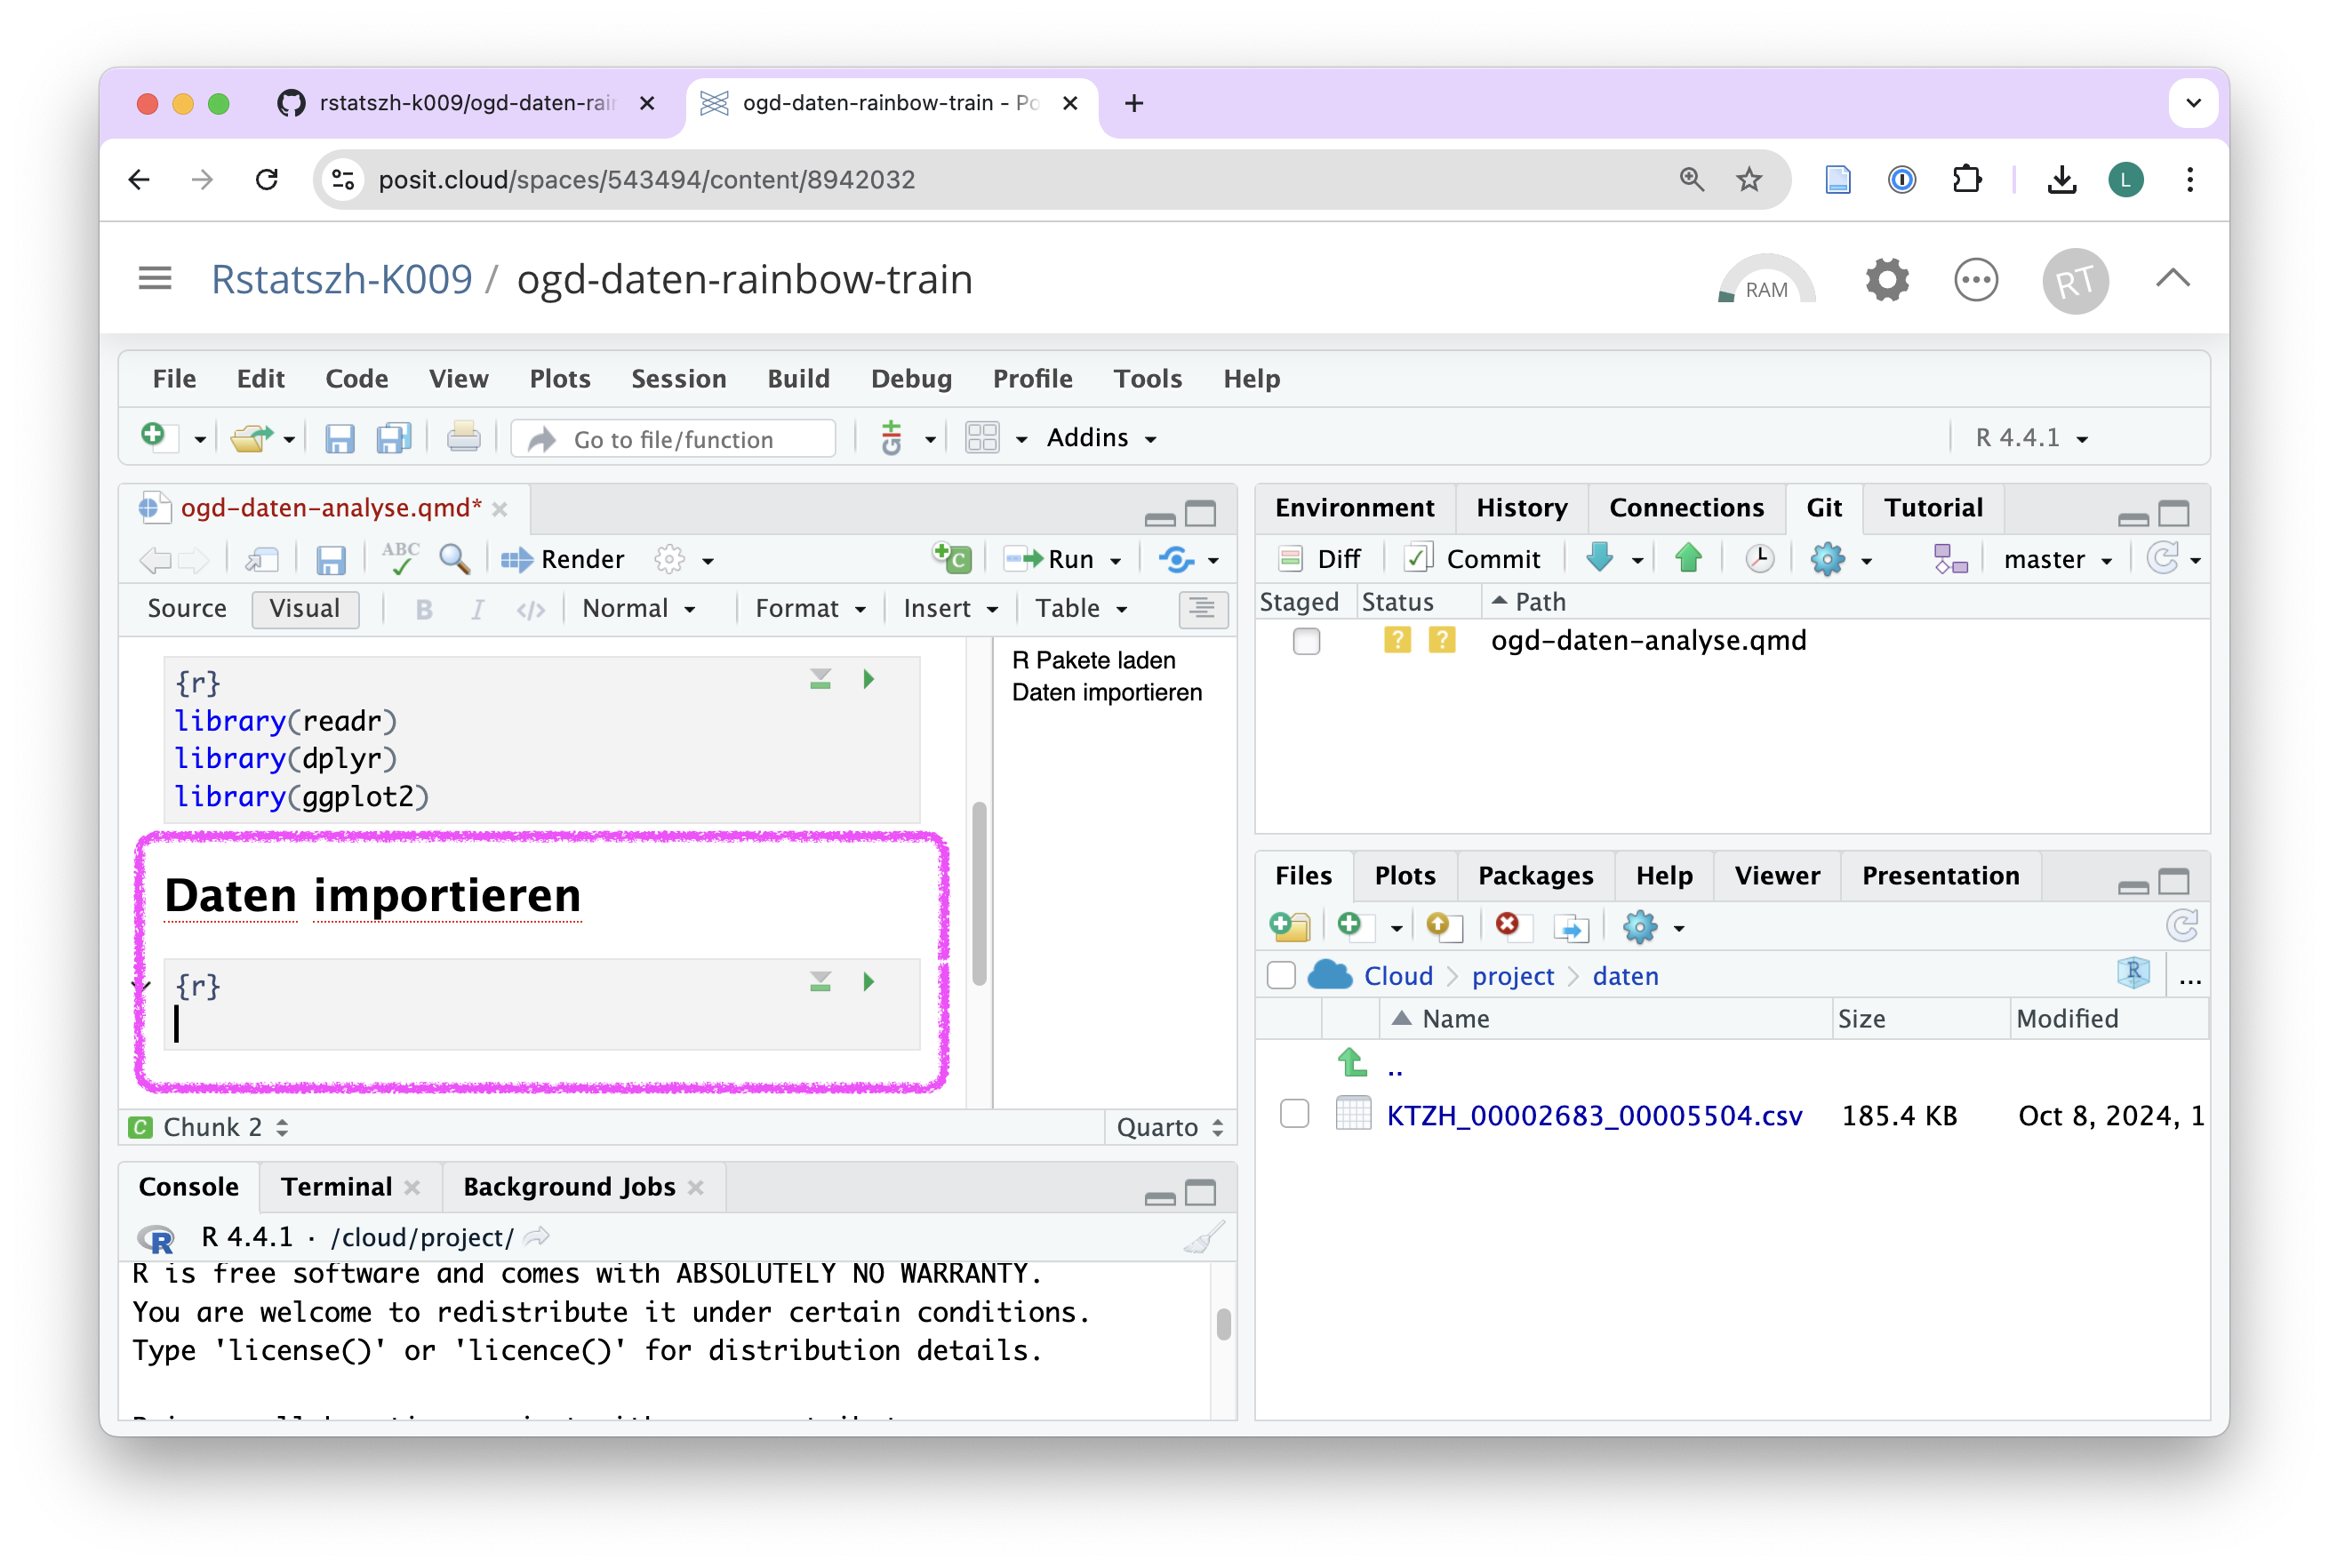 rstatszh-k009/ogd-daten-rai
ogd-daten-rainbow-train - Po
posit.cloud/spaces/543494/content/8942032
L
Rstatszh-K009 / ogd-daten-rainbow-train
RAM
RT
File Edit Code View Plots Session Build Debug Profile Tools Help
Go to file/function
Addins
R 4.4.1
ogd-daten-analyse.qmd*
ABC
Render
Run
Source Visual B I </> Normal Format Insert Table
{r}
library(readr)
library(dplyr)
library(ggplot2)
Daten importieren
{r}
R Pakete laden
Daten importieren
C Chunk 2
Quarto
Console Terminal Background Jobs
R 4.4.1 · /cloud/project/
R is free software and comes with ABSOLUTELY NO WARRANTY.
You are welcome to redistribute it under certain conditions.
Type 'license()' or 'licence()' for distribution details.
Environment History Connections Git Tutorial
Diff Commit master
Staged Status Path
? ? ogd-daten-analyse.qmd
Files Plots Packages Help Viewer Presentation
Cloud project daten
R ...
Name Size Modified
..
KTZH_00002683_00005504.csv 185.4 KB Oct 8, 2024, 1